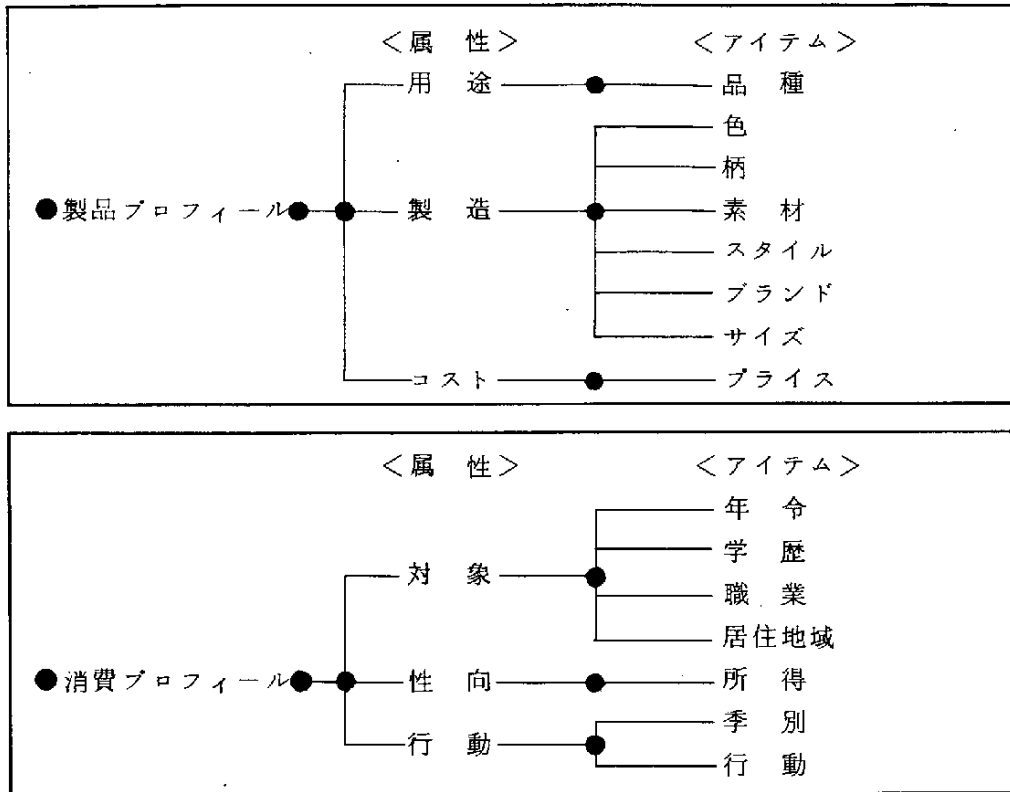 <属 性> <アイテム>
用 途 品 種
色
柄
●製品プロフィール 製 造 素 材
スタイル
ブランド
サイズ
コスト プライス
<属 性> <アイテム>
年 令
学 歴
対 象
職 業
居住地域
●消費プロフィール 性 向 所 得
季 別
行 動
行 動